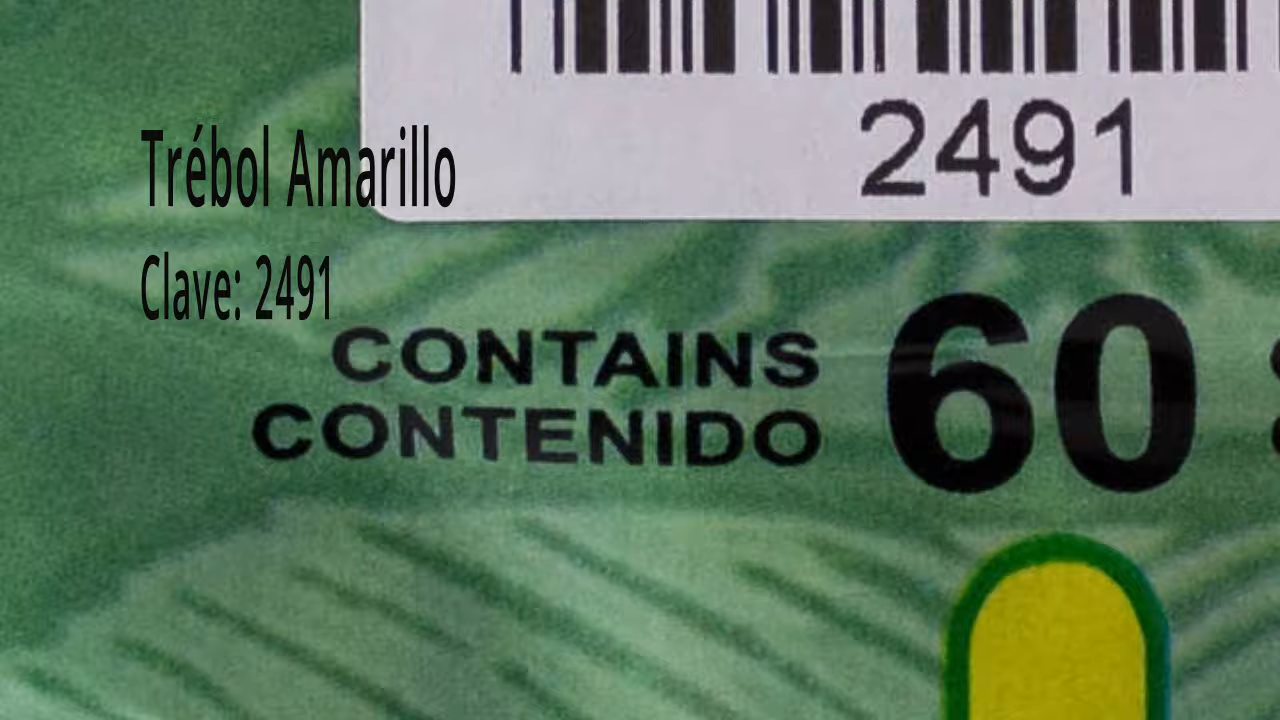 2491
Trébol Amarillo
Clave: 2491
CONTAINS
CONTENIDO
60